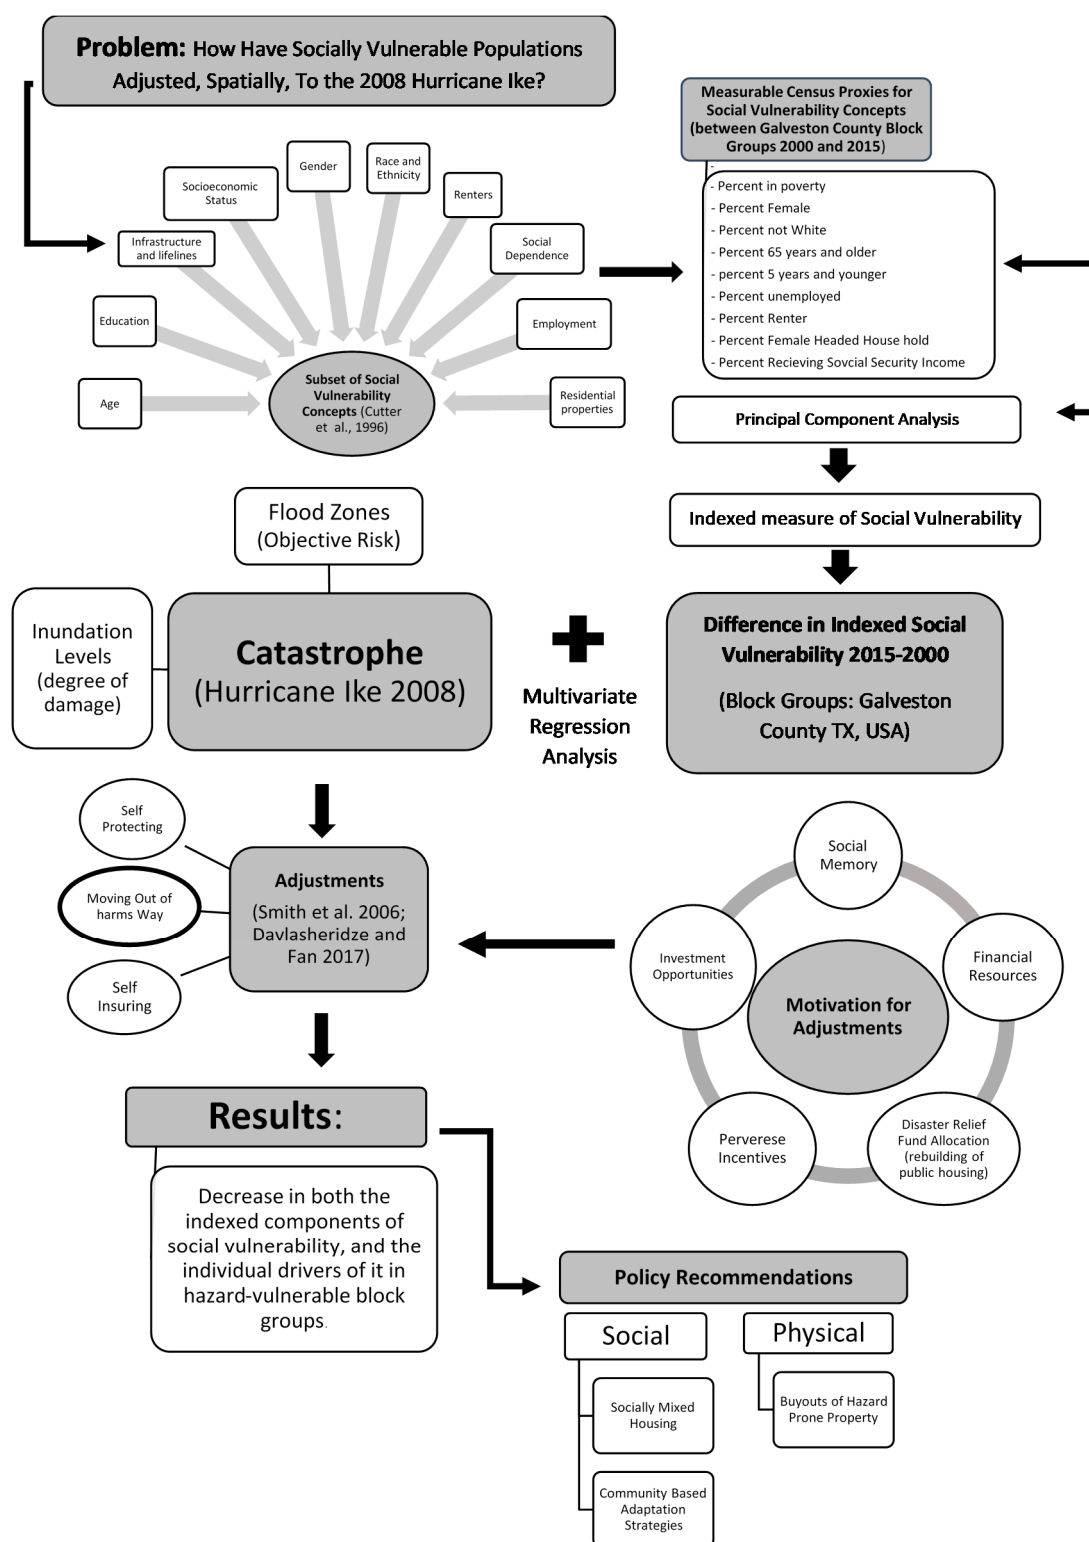 Problem: How Have Socially Vulnerable Populations
Adjusted, Spatially, To the 2008 Hurricane Ike?
Measurable Census Proxies for
Social Vulnerability Concepts
(between Galveston County Block
Groups 2000 and 2015)
-
- Percent in poverty
- Percent Female
- Percent not White
- Percent 65 years and older
- percent 5 years and younger
- Percent unemployed
- Percent Renter
- Percent Female Headed House hold
- Percent Recieving Sovcial Security Income
Age
Education
Infrastructure
and lifelines
Socioeconomic
Status
Gender
Race and
Ethnicity
Renters
Social
Dependence
Employment
Residential
properties
Subset of Social
Vulnerability
Concepts (Cutter
et al., 1996)
Principal Component Analysis
Indexed measure of Social Vulnerability
Difference in Indexed Social
Vulnerability 2015-2000
(Block Groups: Galveston
County TX, USA)
Flood Zones
(Objective Risk)
Inundation
Levels
(degree of
damage)
Catastrophe
(Hurricane Ike 2008)
Multivariate
Regression
Analysis
Self
Protecting
Moving Out of
harms Way
Self
Insuring
Adjustments
(Smith et al. 2006;
Davlasheridze and
Fan 2017)
Social
Memory
Financial
Resources
Disaster Relief
Fund Allocation
(rebuilding of
public housing)
Perverese
Incentives
Investment
Opportunities
Motivation for
Adjustments
Results:
Decrease in both the
indexed components of
social vulnerability, and the
individual drivers of it in
hazard-vulnerable block
groups.
Policy Recommendations
Social
Socially Mixed
Housing
Community Based
Adaptation
Strategies
Physical
Buyouts of Hazard
Prone Property